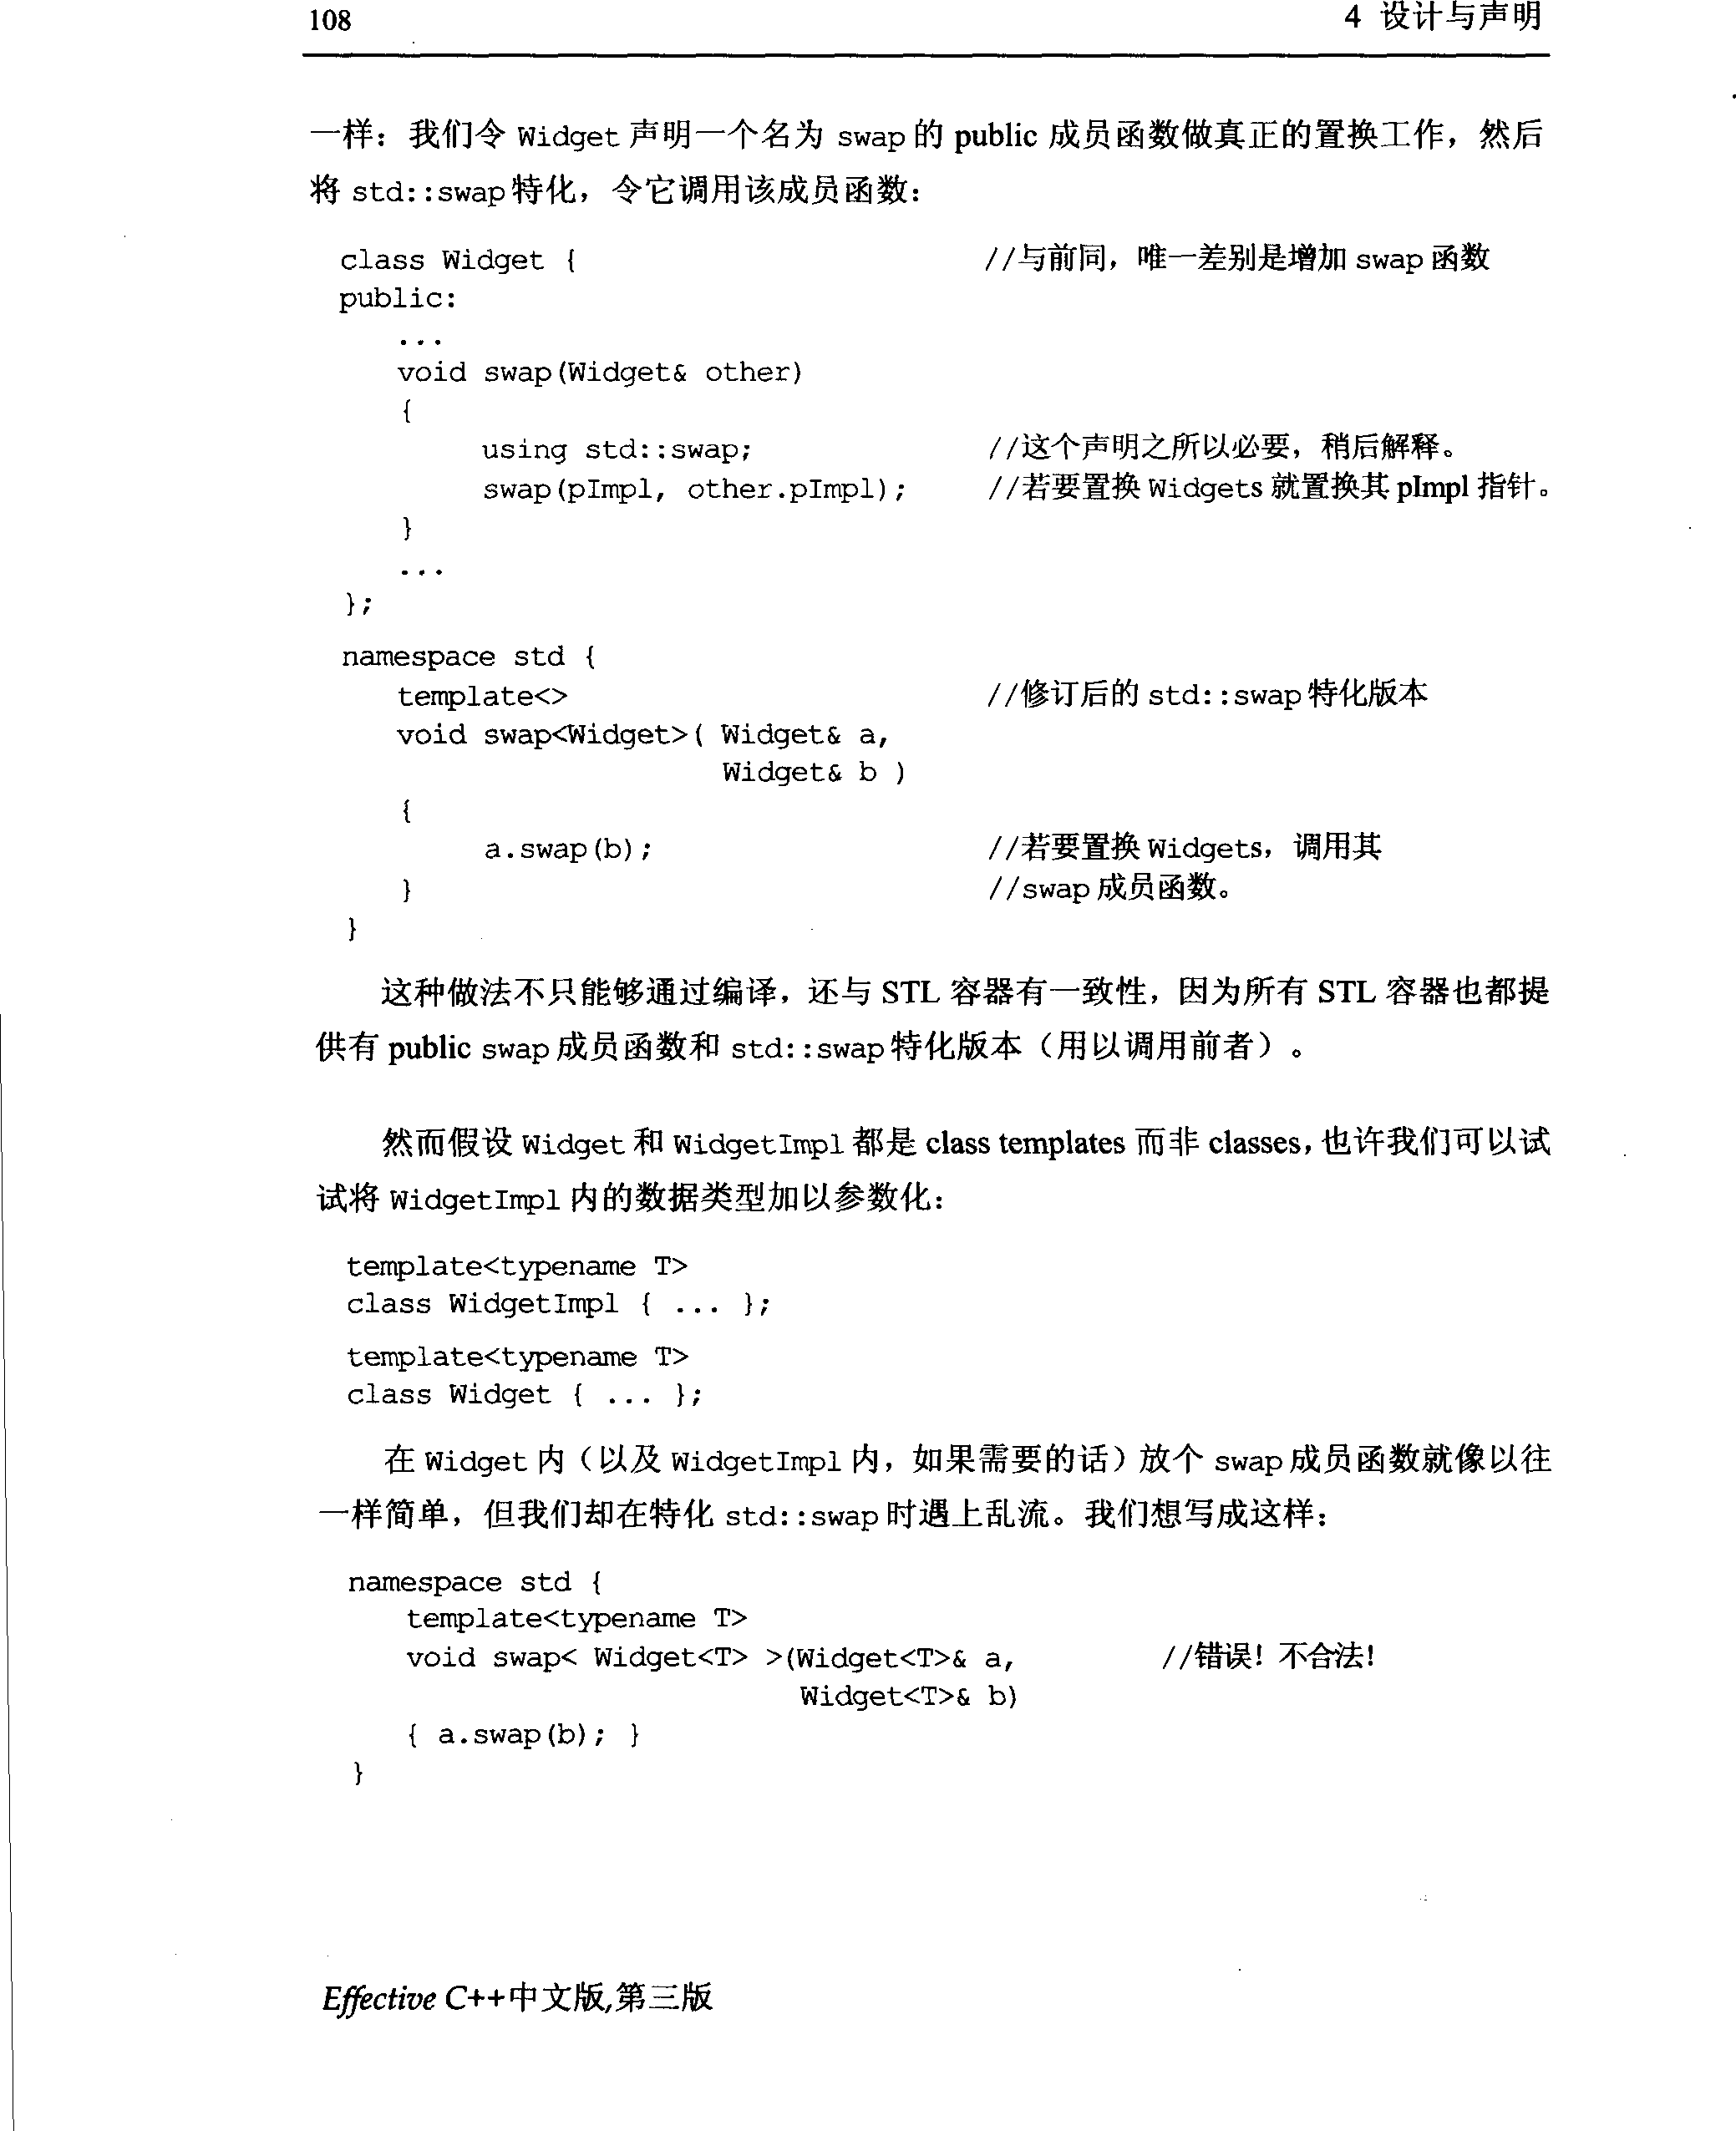 108
4 设计与声明
一样：我们令 Widget 声明一个名为 swap 的 public 成员函数做真正的置换工作，然后
将 std::swap 特化，令它调用该成员函数：
class Widget { //与前同，唯一差别是增加 swap 函数
public:
...
void swap(Widget& other)
{
using std::swap; //这个声明之所以必要，稍后解释。
swap(pImpl, other.pImpl); //若要置换 Widgets 就置换其 pImpl 指针。
}
...
};
namespace std {
template<> //修订后的 std::swap 特化版本
void swap<Widget>( Widget& a,
Widget& b )
{
a.swap(b); //若要置换 Widgets，调用其
} //swap 成员函数。
}
这种做法不只能够通过编译，还与 STL 容器有一致性，因为所有 STL 容器也都提
供有 public swap 成员函数和 std::swap 特化版本（用以调用前者）。
然而假设 Widget 和 WidgetImpl 都是 class templates 而非 classes，也许我们可以试
试将 WidgetImpl 内的数据类型加以参数化：
template<typename T>
class WidgetImpl { ... };
template<typename T>
class Widget { ... };
在 Widget 内（以及 WidgetImpl 内，如果需要的话）放个 swap 成员函数就像以往
一样简单，但我们却在特化 std::swap 时遇上乱流。我们想写成这样：
namespace std {
template<typename T>
void swap< Widget<T> >(Widget<T>& a, //错误！不合法！
Widget<T>& b)
{ a.swap(b); }
}
Effective C++中文版,第三版